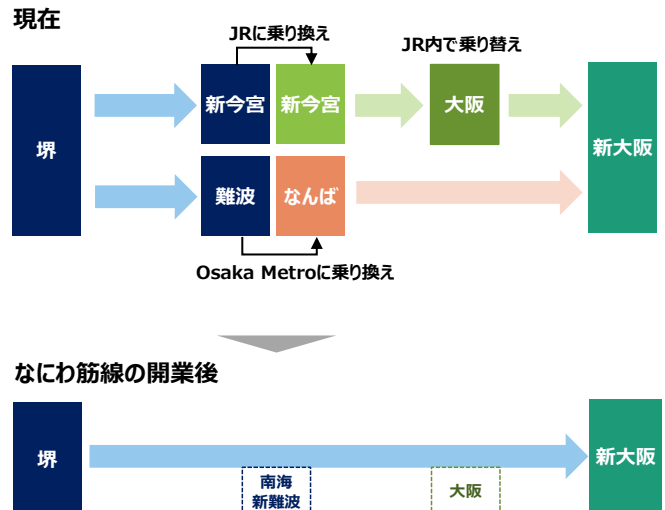 現在
JRに乗り換え
JR内で乗り替え
堺
新今宮
新今宮
大阪
新大阪
難波
なんば
Osaka Metroに乗り換え
なにわ筋線の開業後
堺
新大阪
南海
新難波
大阪